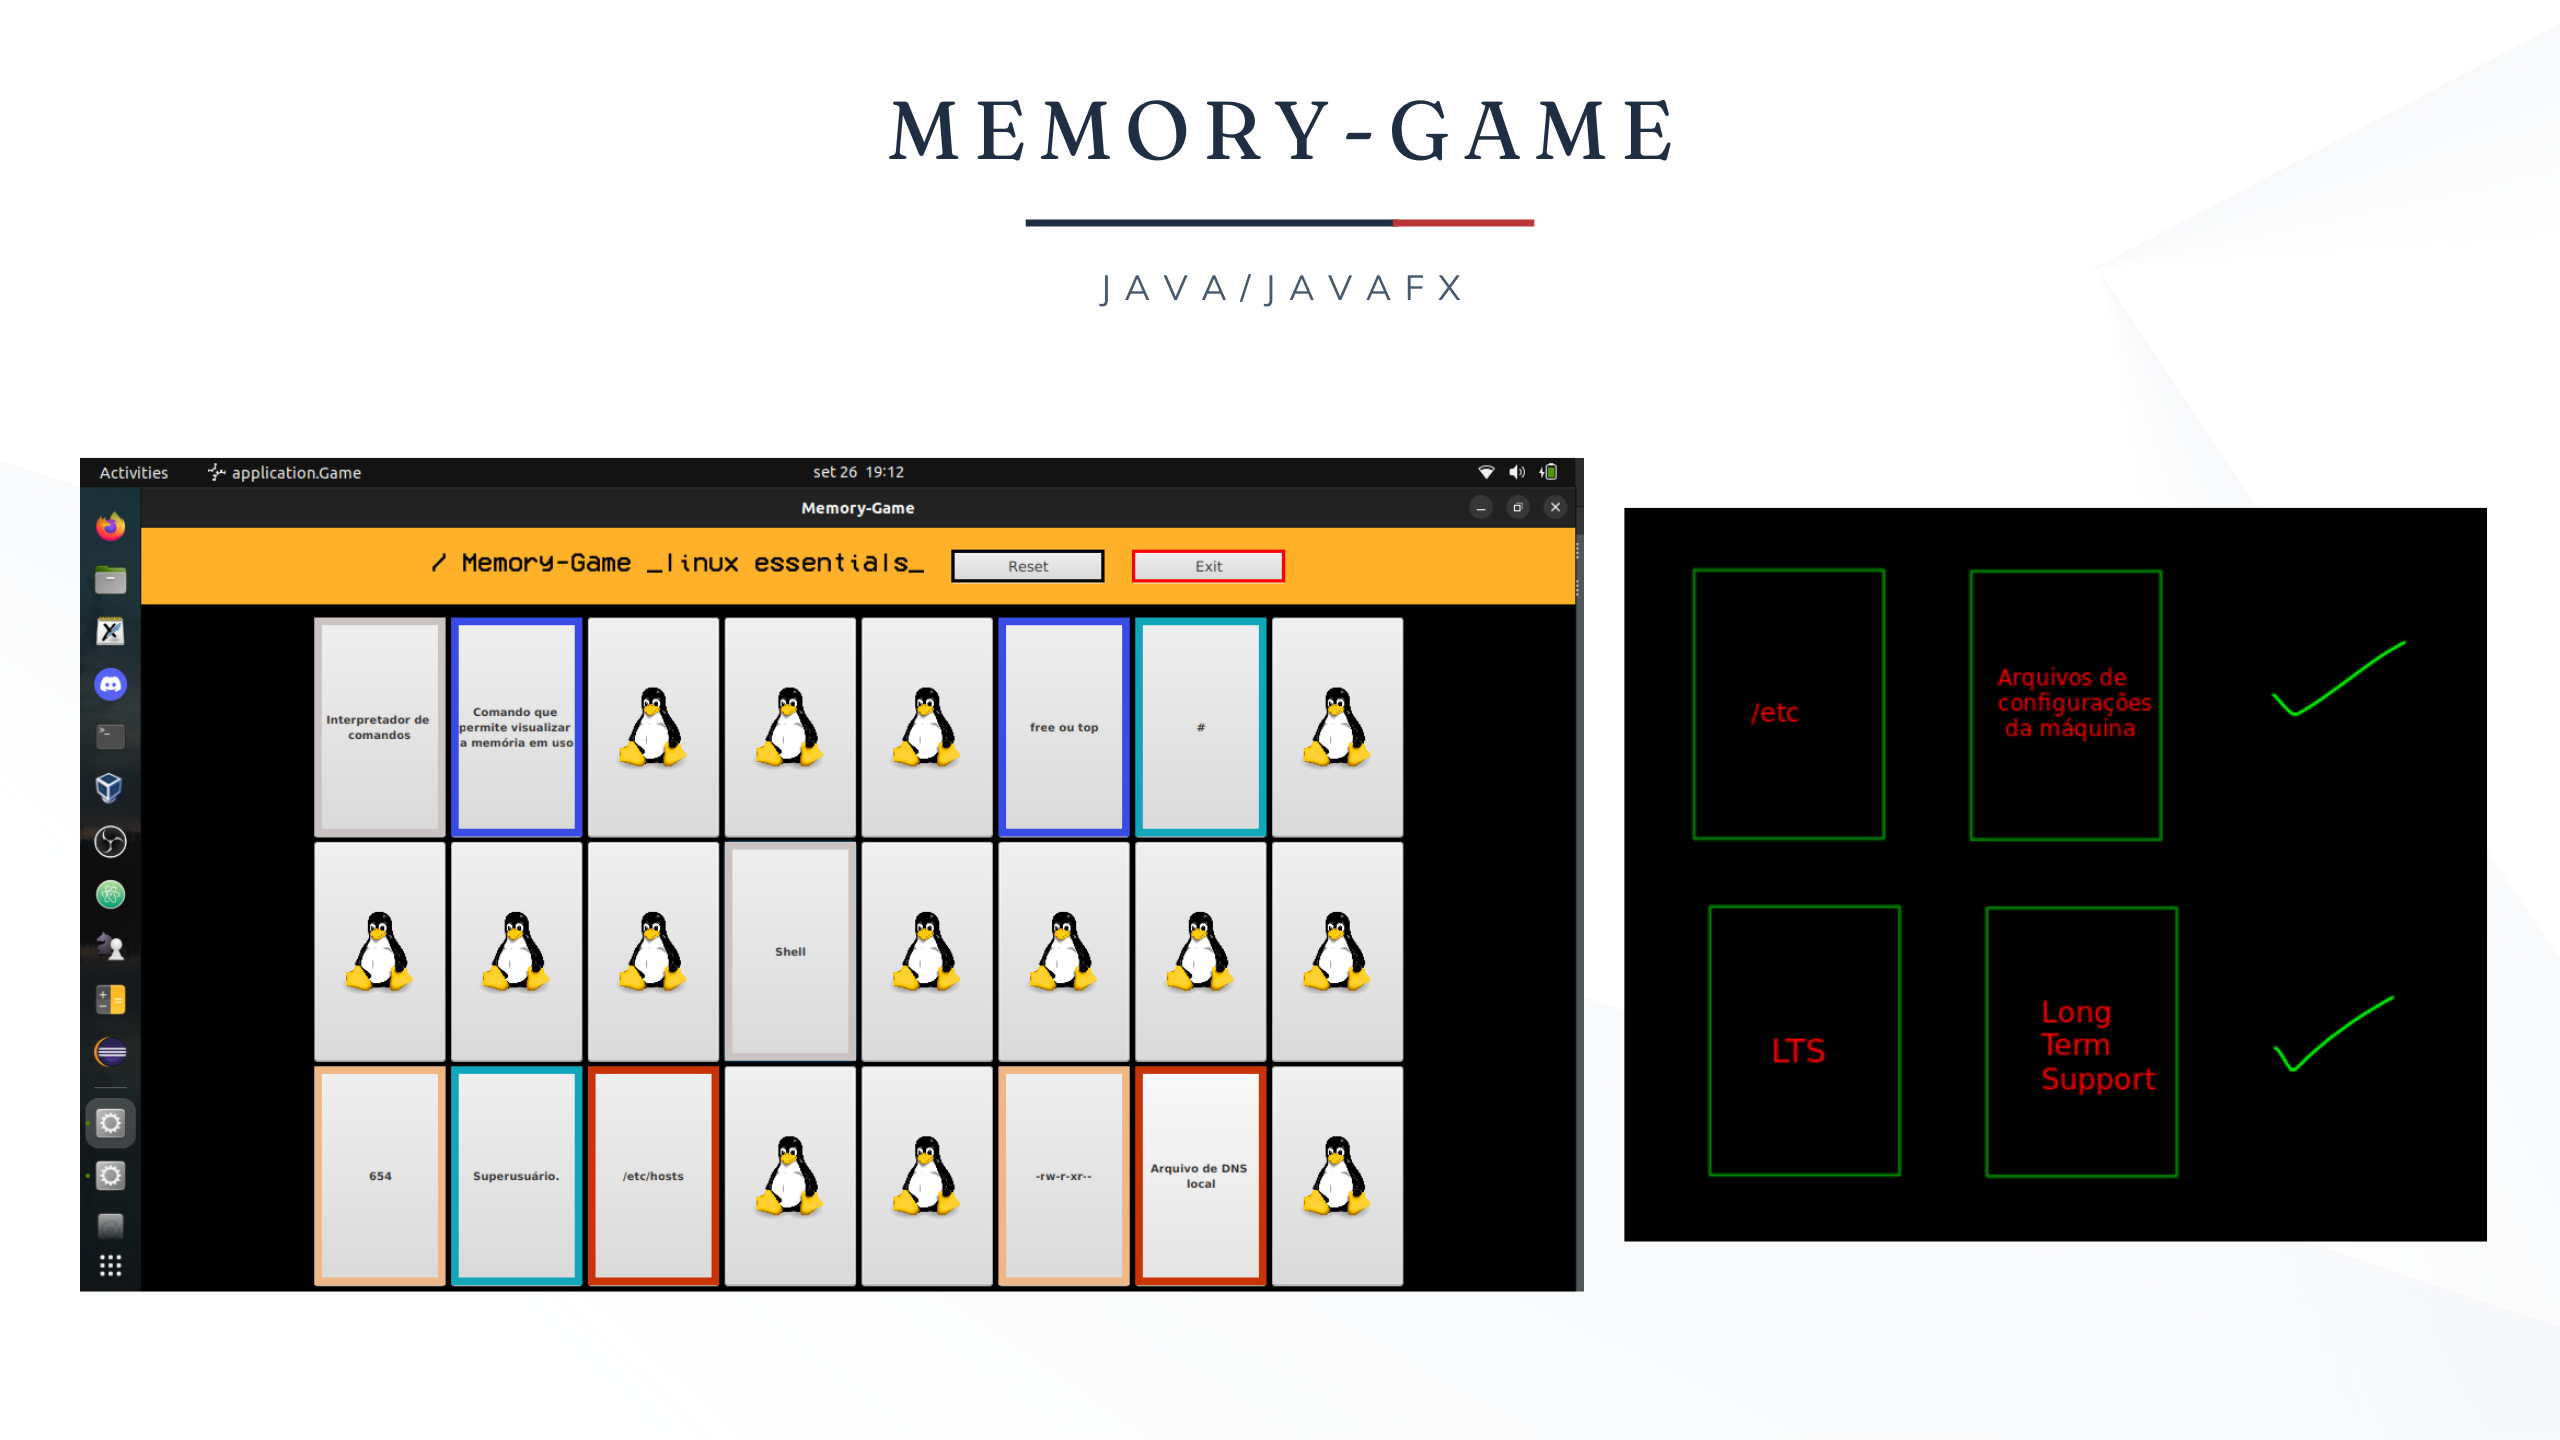 MEMORY-GAME
JAVA/JAVAFX
Activities
application.Game
set 26 19:12
Memory-Game
/ Memory-Game _linux essentials_
Reset
Exit
Interpretador de
comandos
Comando que
permite visualizar
a memória em uso
free ou top
#
Shell
654
Superusuário.
/etc/hosts
-rw-r-xr--
Arquivo de DNS
local
/etc
Arquivos de
configurações
da máquina
LTS
Long
Term
Support